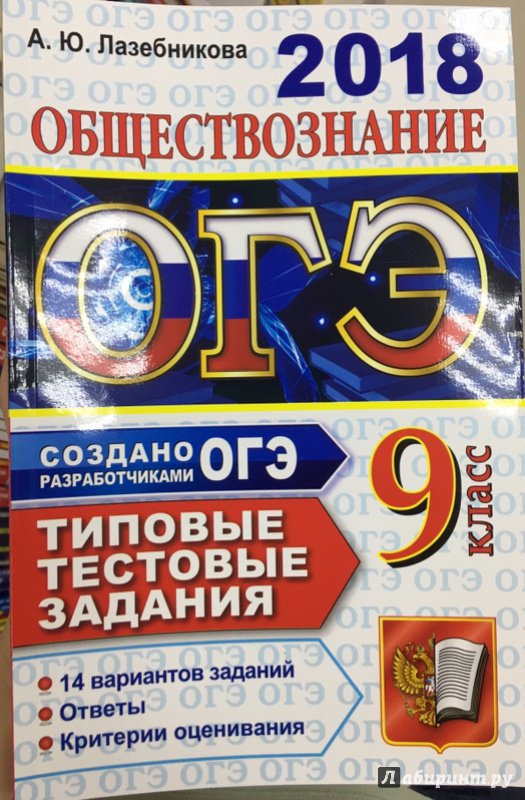 А. Ю. Лазебникова
2018
ОБЩЕСТВОЗНАНИЕ
ОГЭ
СОЗДАНО
РАЗРАБОТЧИКАМИ ОГЭ
9 класс
ТИПОВЫЕ
ТЕСТОВЫЕ
ЗАДАНИЯ
14 вариантов заданий
Ответы
Критерии оценивания
Лабиринт.ру